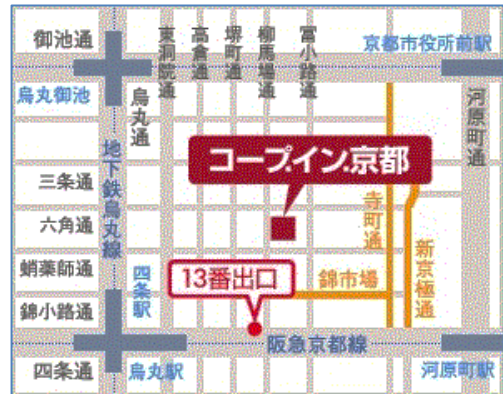 御池通
東洞院通
高倉通
堺町通
柳馬場通
富小路通
京都市役所前駅
烏丸御池
烏丸通
河原町通
地下鉄烏丸線
コープ.イン.京都
三条通
六角通
寺町通
新京極通
蛸薬師通
四条駅
13番出口
錦市場
錦小路通
阪急京都線
四条通
烏丸駅
河原町駅